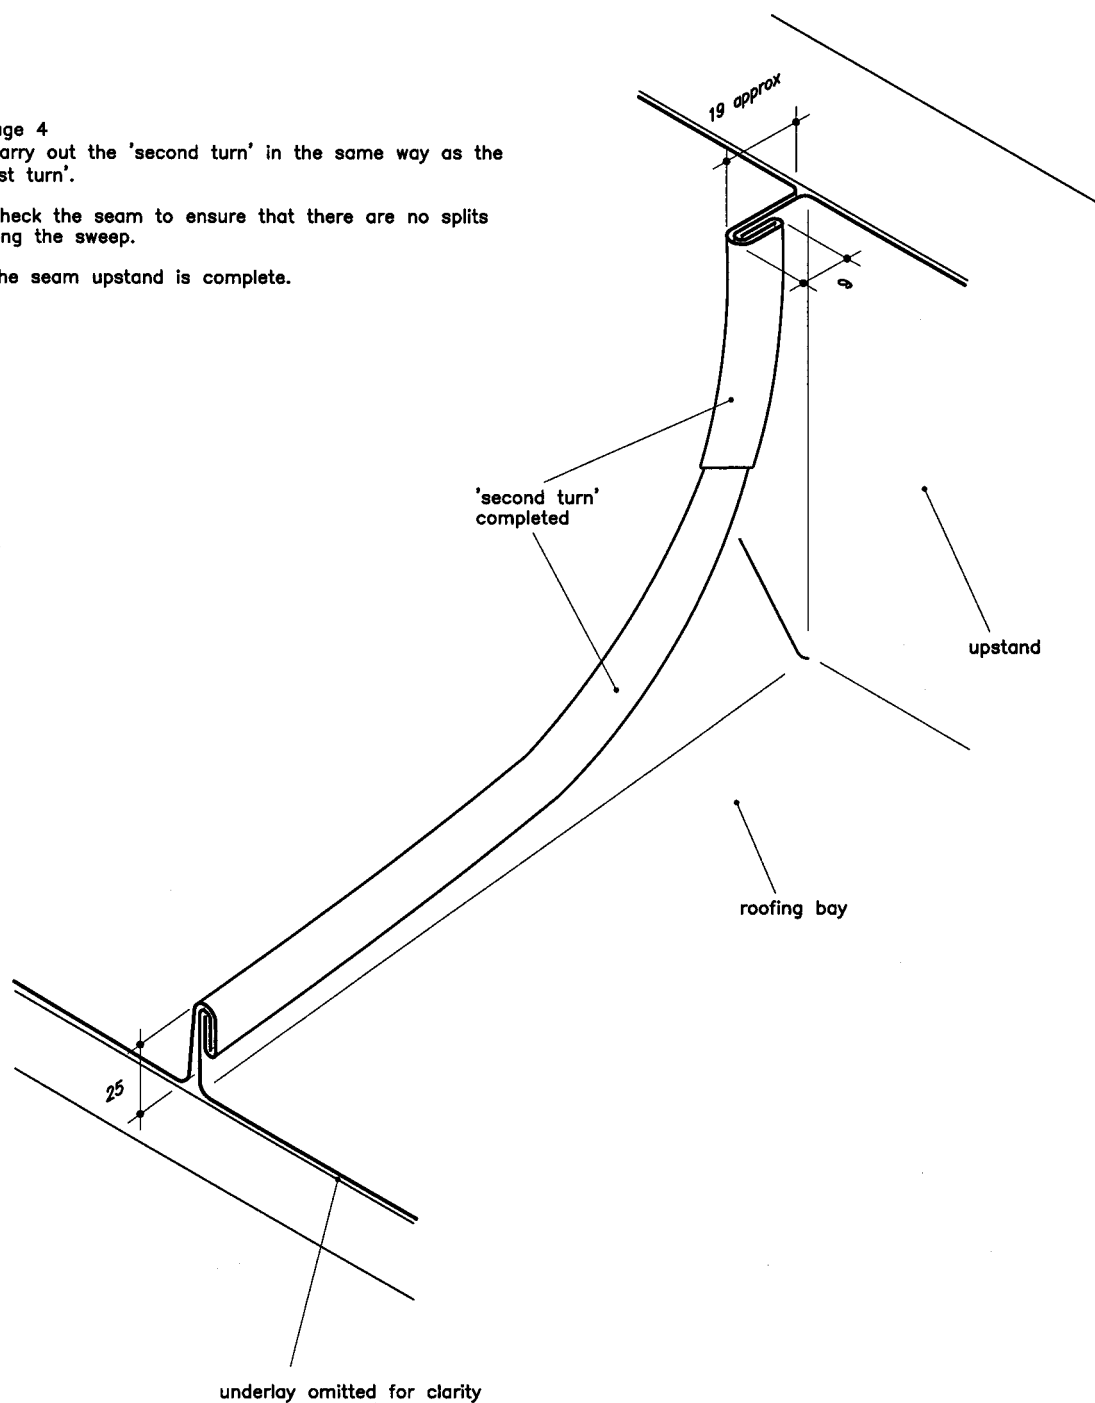 age 4
arry out the 'second turn' in the same way as the
st turn'.
heck the seam to ensure that there are no splits
ng the sweep.
he seam upstand is complete.
19 approx
6
'second turn'
completed
upstand
roofing bay
25
underlay omitted for clarity